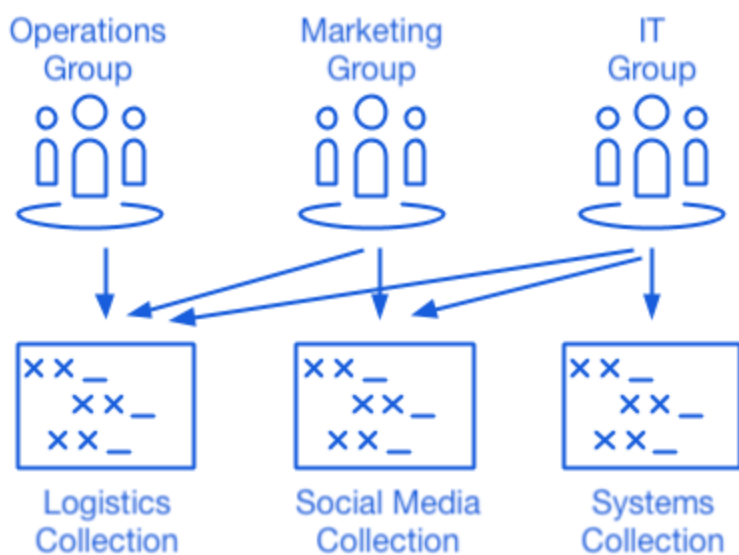 Operations
Group
Marketing
Group
IT
Group
××_
××_
××_
××_
××_
××_
××_
××_
××_
Logistics
Collection
Social Media
Collection
Systems
Collection